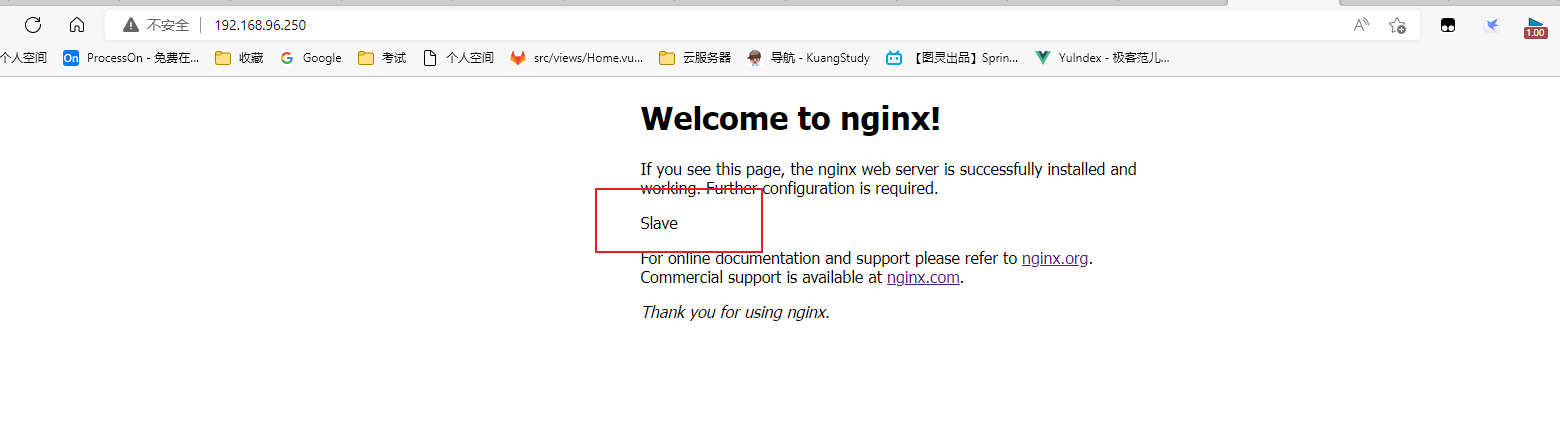 不安全 192.168.96.250
1.00
个人空间 ProcessOn - 免费在... 收藏 Google 考试 个人空间 src/views/Home.vu... 云服务器 导航 - KuangStudy 【图灵出品】Sprin... YuIndex - 极客范儿...
Welcome to nginx!
If you see this page, the nginx web server is successfully installed and
working. Further configuration is required.
Slave
For online documentation and support please refer to nginx.org.
Commercial support is available at nginx.com.
Thank you for using nginx.